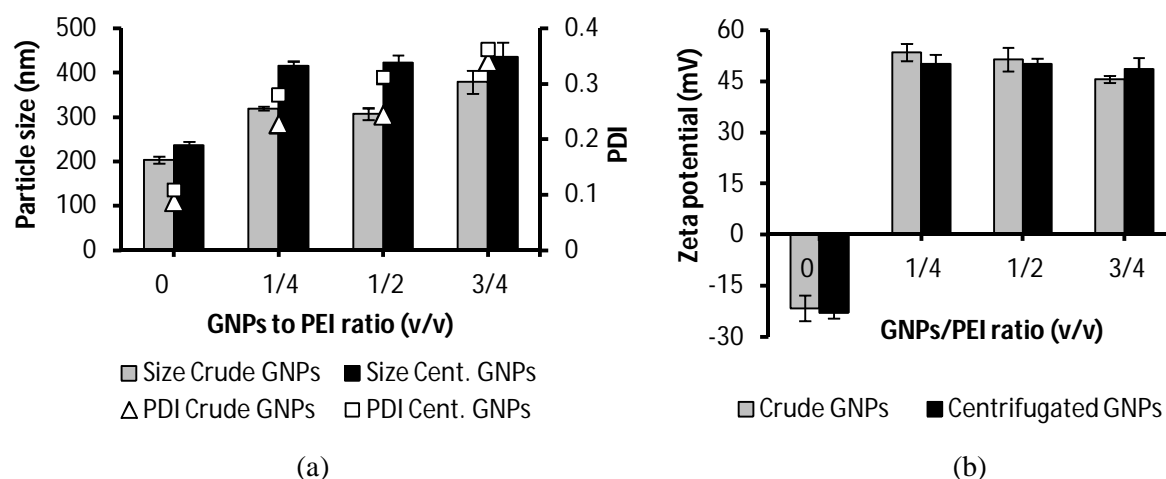 Particle size (nm)
500
400
300
200
100
0
0.4
0.3
0.2
0.1
0
PDI
0 1/4 1/2 3/4
GNPs to PEI ratio (v/v)
Size Crude GNPs Size Cent. GNPs
PDI Crude GNPs PDI Cent. GNPs
(a)
Zeta potential (mV)
60
45
30
15
0
-15
-30
0 1/4 1/2 3/4
GNPs/PEI ratio (v/v)
Crude GNPs Centrifugated GNPs
(b)